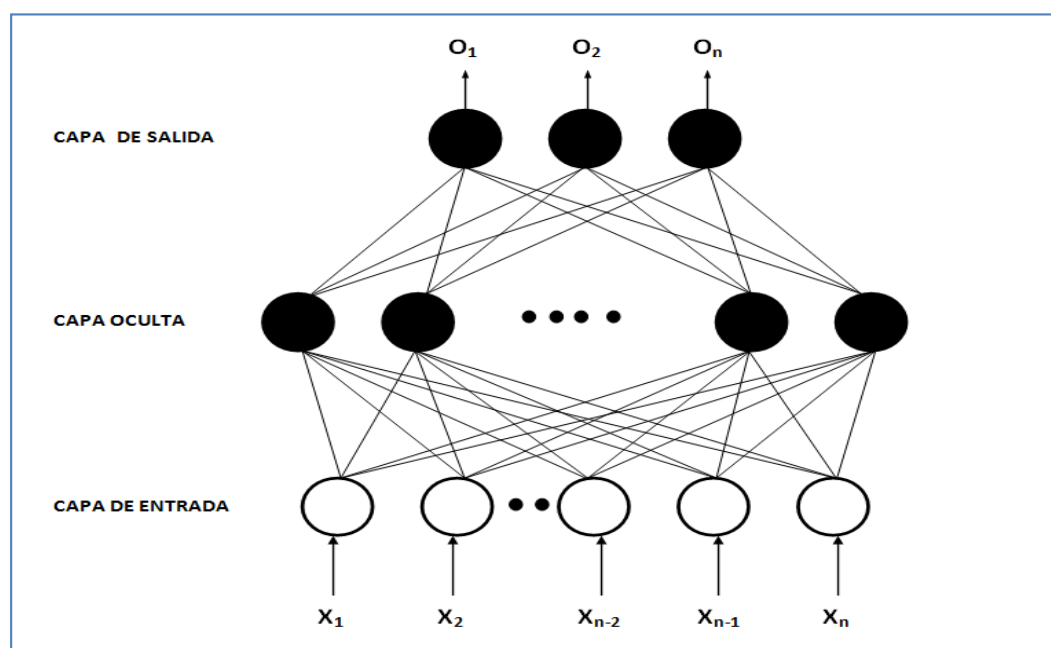 O₁ O₂ Oₙ
CAPA DE SALIDA
CAPA OCULTA
CAPA DE ENTRADA
X₁ X₂ Xₙ₋₂ Xₙ₋₁ Xₙ